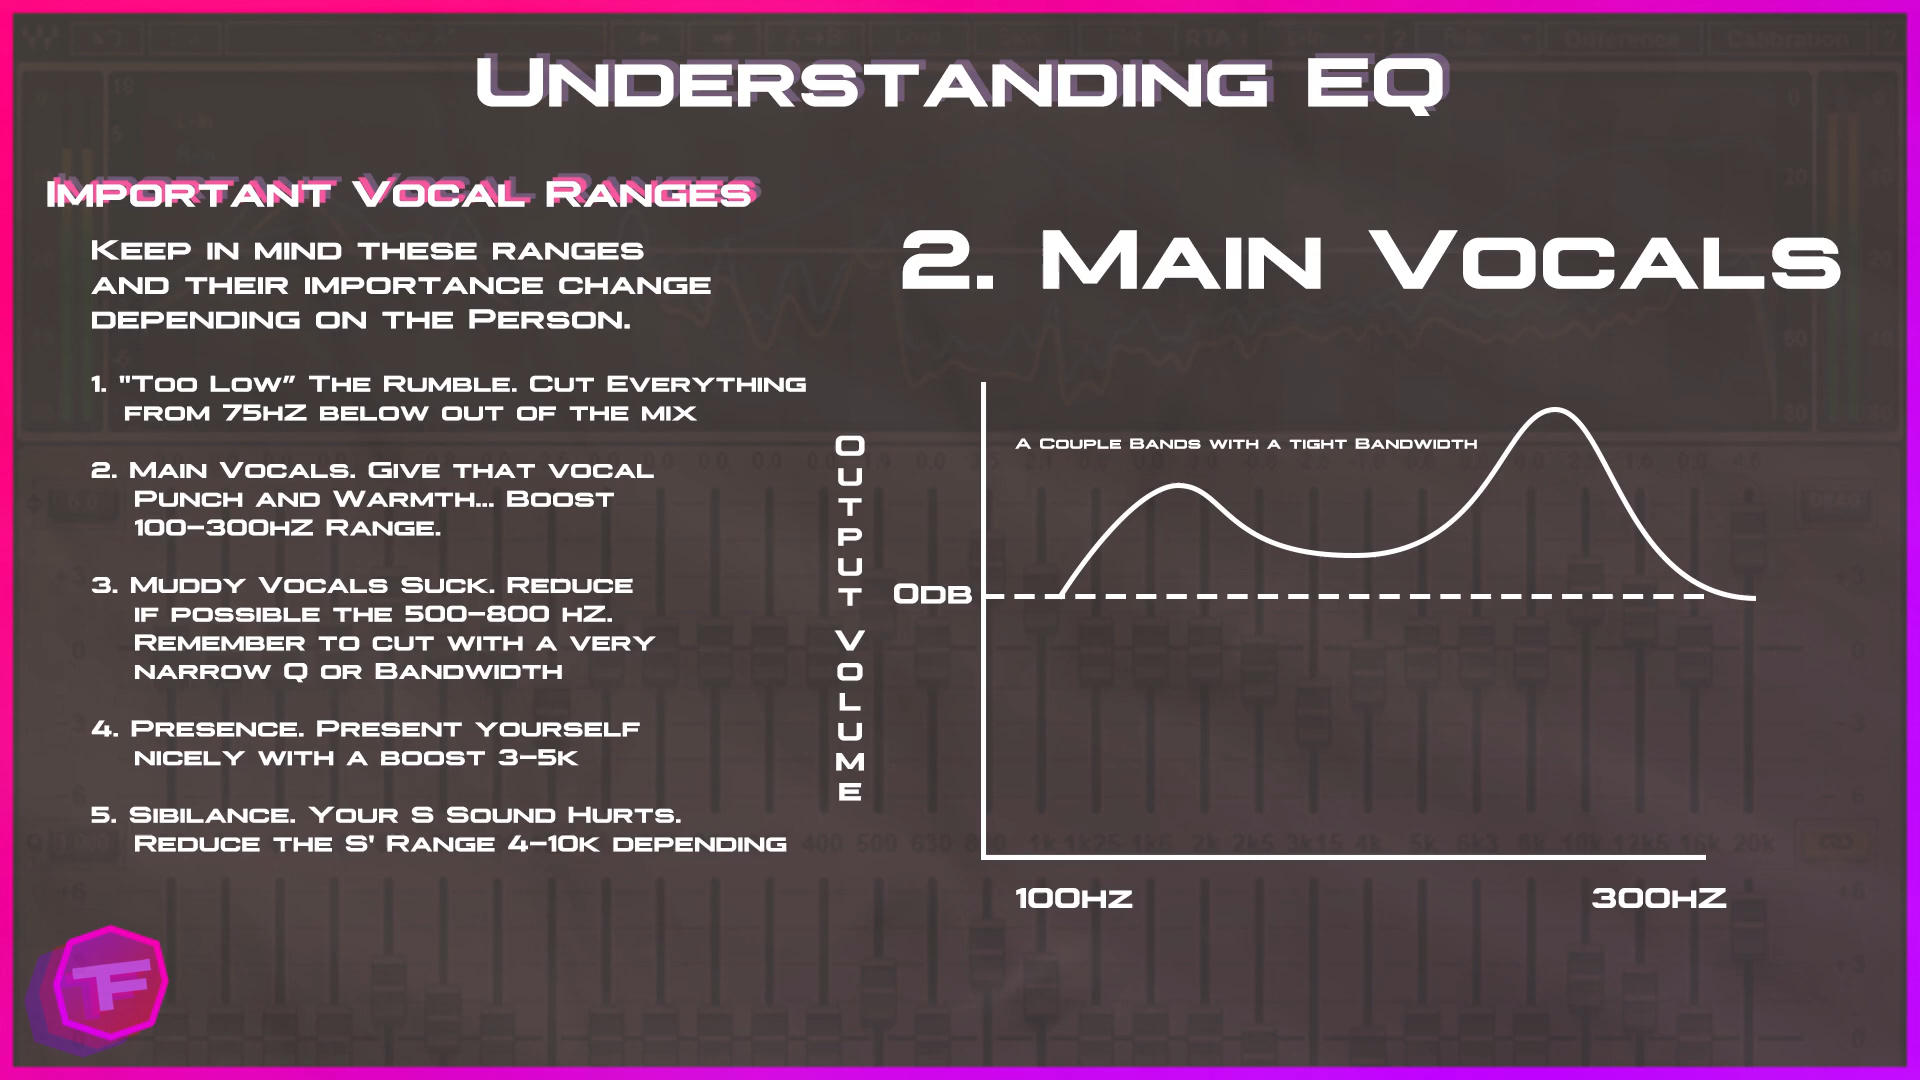 Understanding EQ
Important Vocal Ranges
Keep in mind these ranges
and their importance change
depending on the Person.
1. "Too Low" The Rumble. Cut Everything
from 75hz below out of the mix
2. Main Vocals. Give that vocal
Punch and Warmth... Boost
100-300hz Range.
3. Muddy Vocals Suck. Reduce
if possible the 500-800 hz.
Remember to cut with a very
narrow Q or Bandwidth
4. Presence. Present yourself
nicely with a boost 3-5k
5. Sibilance. Your S Sound Hurts.
Reduce the S' Range 4-10k depending
2. Main Vocals
A Couple Bands with a tight Bandwidth
Output Volume
0db
100hz
300hz
TF